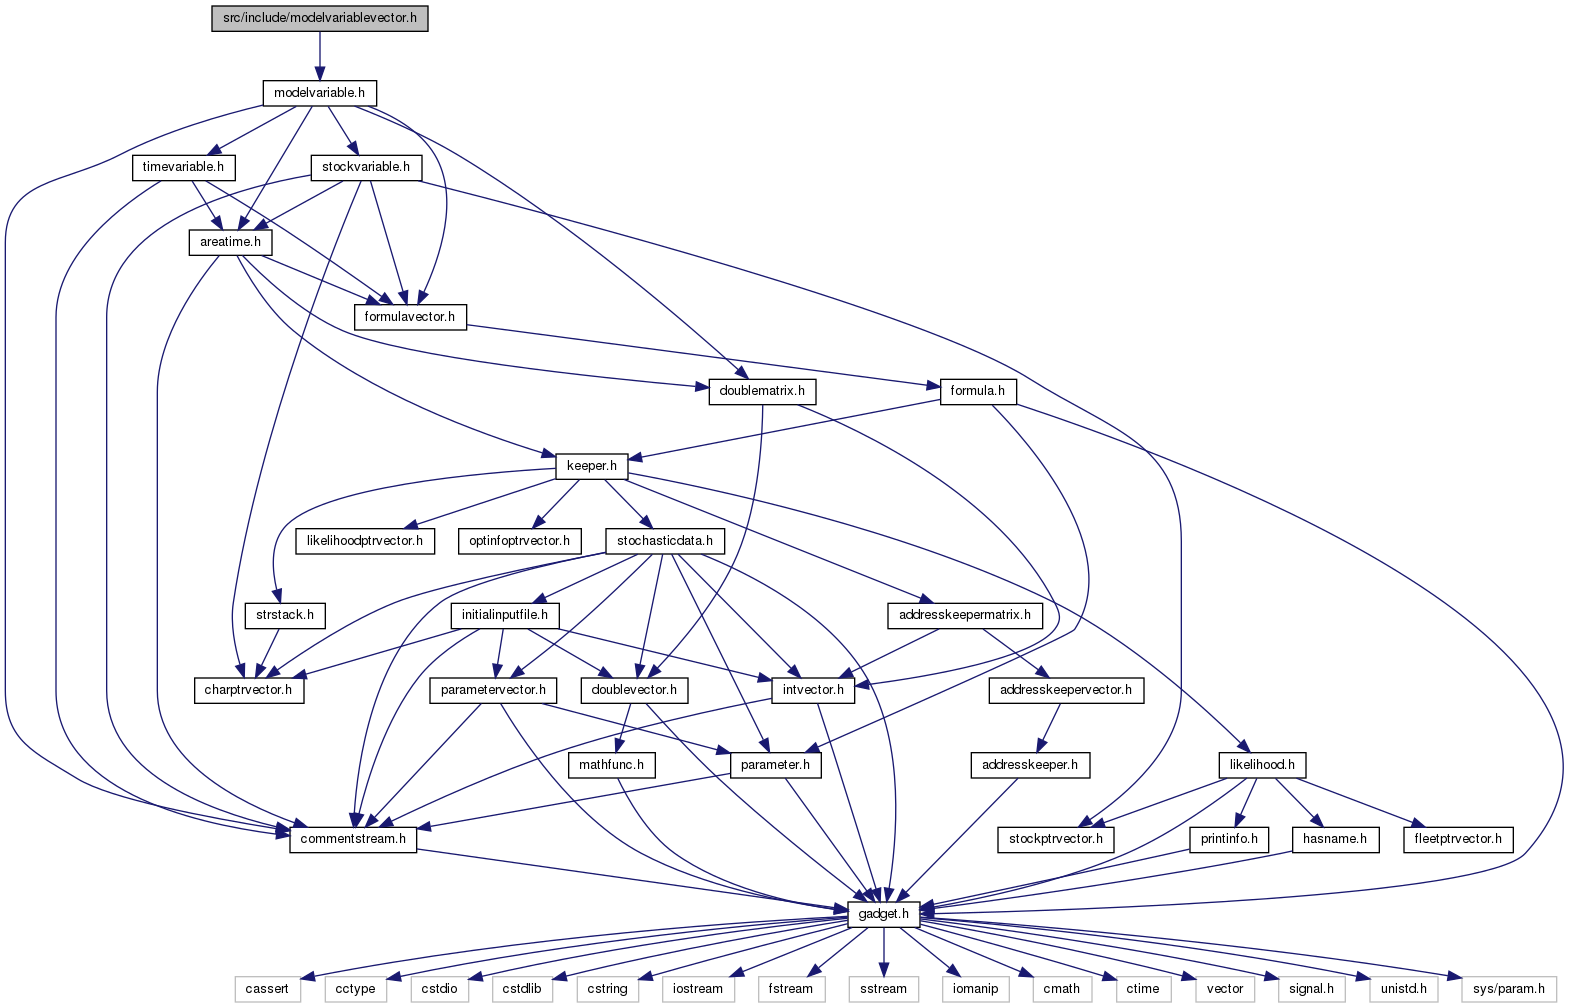 src/include/modelvariablevector.h
modelvariable.h
timevariable.h
stockvariable.h
areatime.h
formulavector.h
doublematrix.h
formula.h
keeper.h
likelihoodptrvector.h
optinfoptrvector.h
stochasticdata.h
strstack.h
initialinputfile.h
addresskeepermatrix.h
charptrvector.h
parametervector.h
doublevector.h
intvector.h
addresskeepervector.h
mathfunc.h
parameter.h
addresskeeper.h
likelihood.h
commentstream.h
stockptrvector.h
printinfo.h
hasname.h
fleetptrvector.h
gadget.h
cassert
cctype
cstdio
cstdlib
cstring
iostream
fstream
sstream
iomanip
cmath
ctime
vector
signal.h
unistd.h
sys/param.h